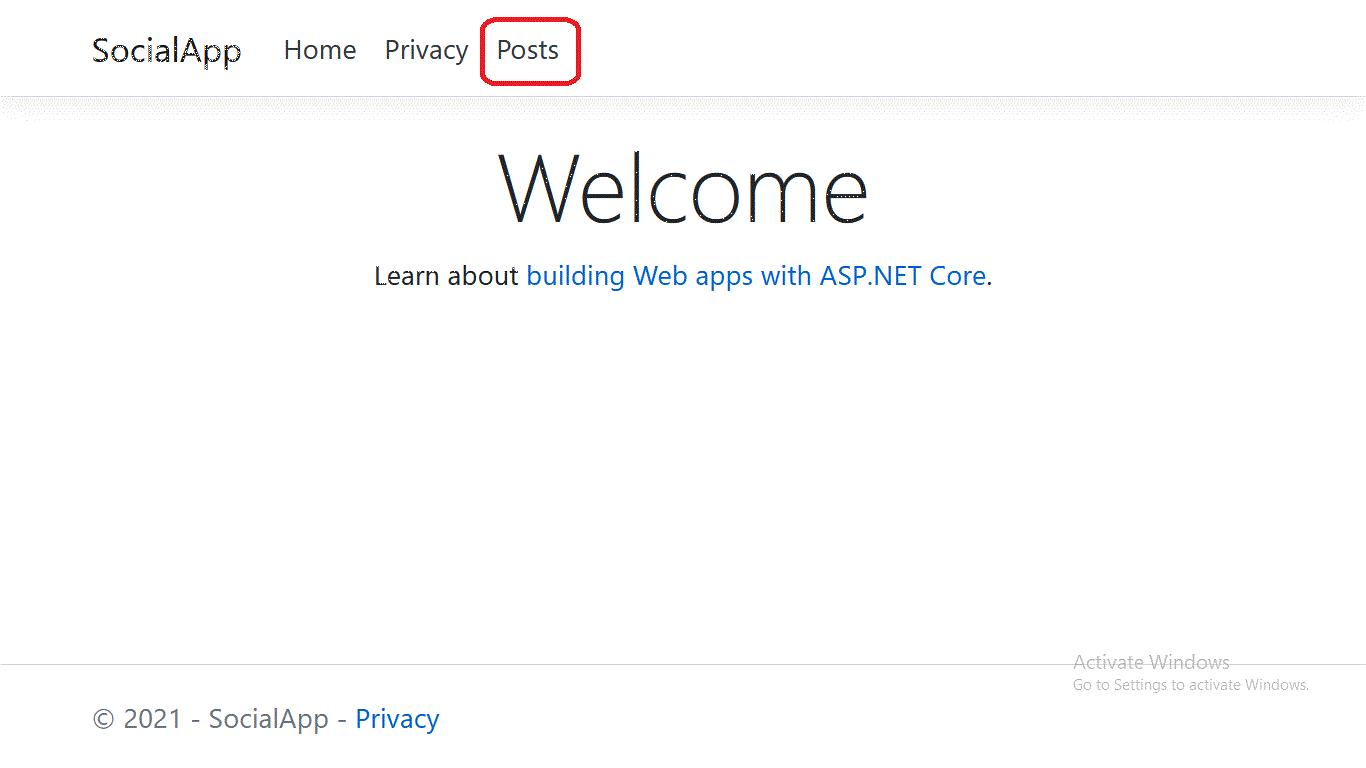 SocialApp Home Privacy Posts
Welcome
Learn about building Web apps with ASP.NET Core.
Activate Windows
Go to Settings to activate Windows.
© 2021 - SocialApp - Privacy